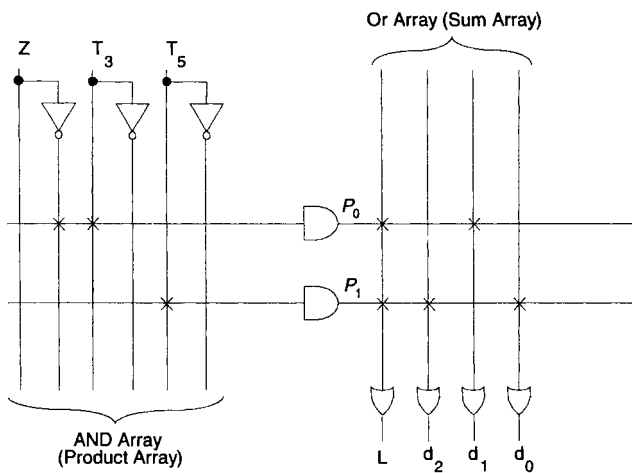 Or Array (Sum Array)
Z T3 T5
P0
P1
AND Array
(Product Array)
L d2 d1 d0